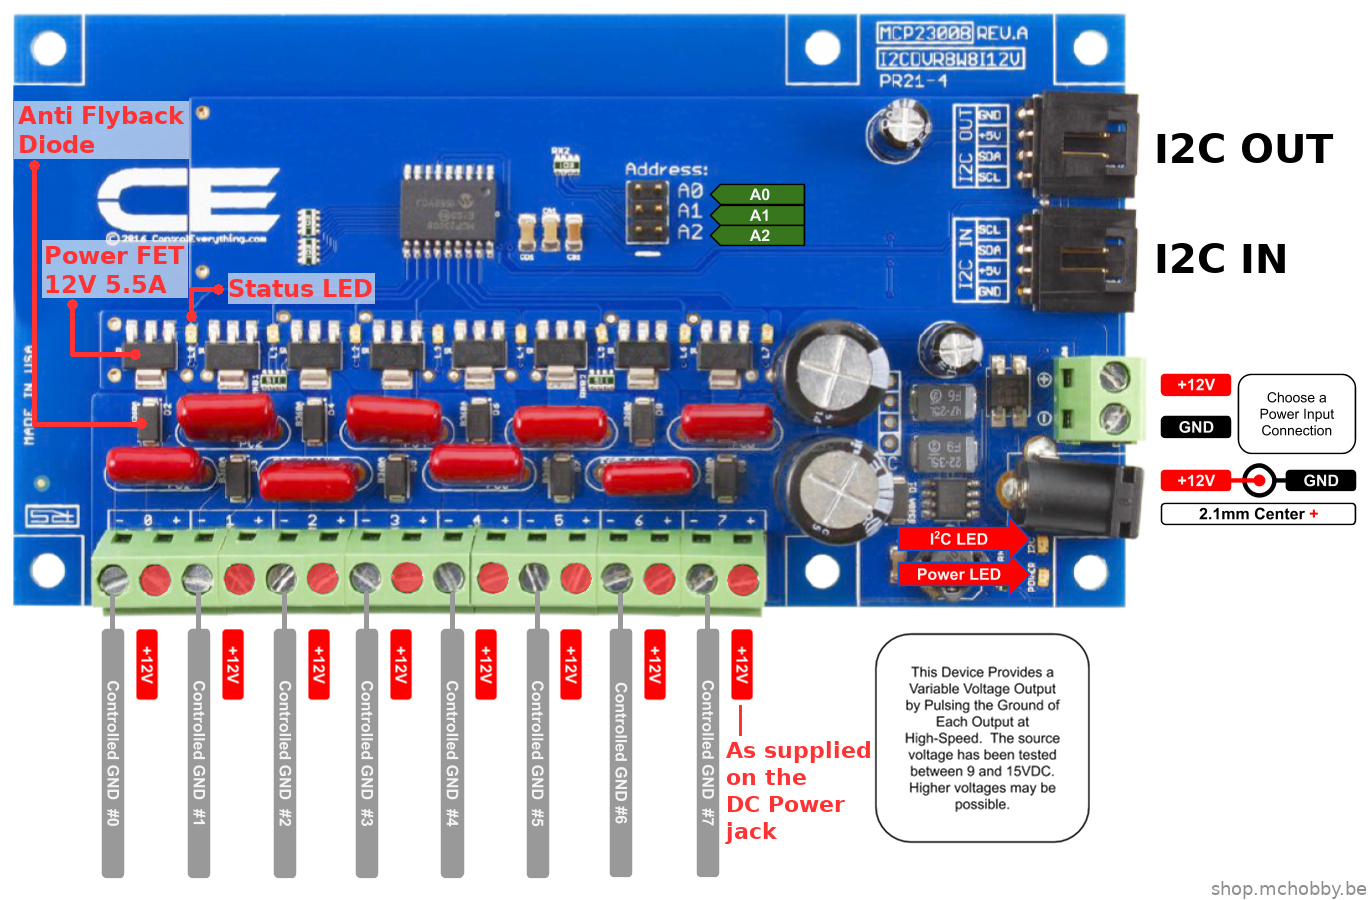 MCP23008 REV.A
I2CDVR8W8I12V
PR21-4
Anti Flyback
Diode
I2C OUT
GND
+5V
SDA
SCL
I2C OUT
Address:
A0
A1
A2
A0
A1
A2
© 2016 ControlEverything.com
Power FET
12V 5.5A
Status LED
I2C IN
SCL
SDA
+5V
GND
I2C IN
MADE IN USA
+12V
GND
Choose a
Power Input
Connection
+12V
GND
2.1mm Center +
I²C LED
Power LED
- 0 +
- 1 +
- 2 +
- 3 +
- 4 +
- 5 +
- 6 +
- 7 +
Controlled GND #0
+12V
Controlled GND #1
+12V
Controlled GND #2
+12V
Controlled GND #3
+12V
Controlled GND #4
+12V
Controlled GND #5
+12V
Controlled GND #6
+12V
Controlled GND #7
+12V
As supplied
on the
DC Power
jack
This Device Provides a
Variable Voltage Output
by Pulsing the Ground of
Each Output at
High-Speed. The source
voltage has been tested
between 9 and 15VDC.
Higher voltages may be
possible.
shop.mchobby.be